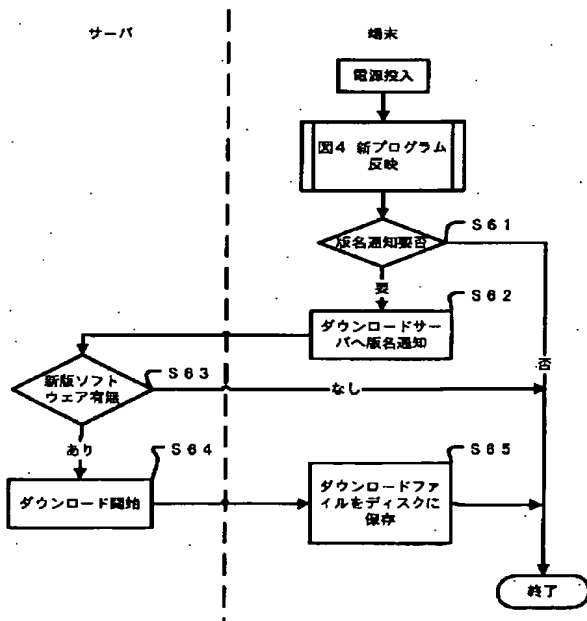 サーバ
端末
電源投入
図4 新プログラム
反映
版名通知要否
S61
要
S62
ダウンロードサー
バへ版名通知
新版ソフト
ウェア有無
S63
なし
否
あり
S64
S65
ダウンロード開始
ダウンロードファ
イルをディスクに
保存
終了